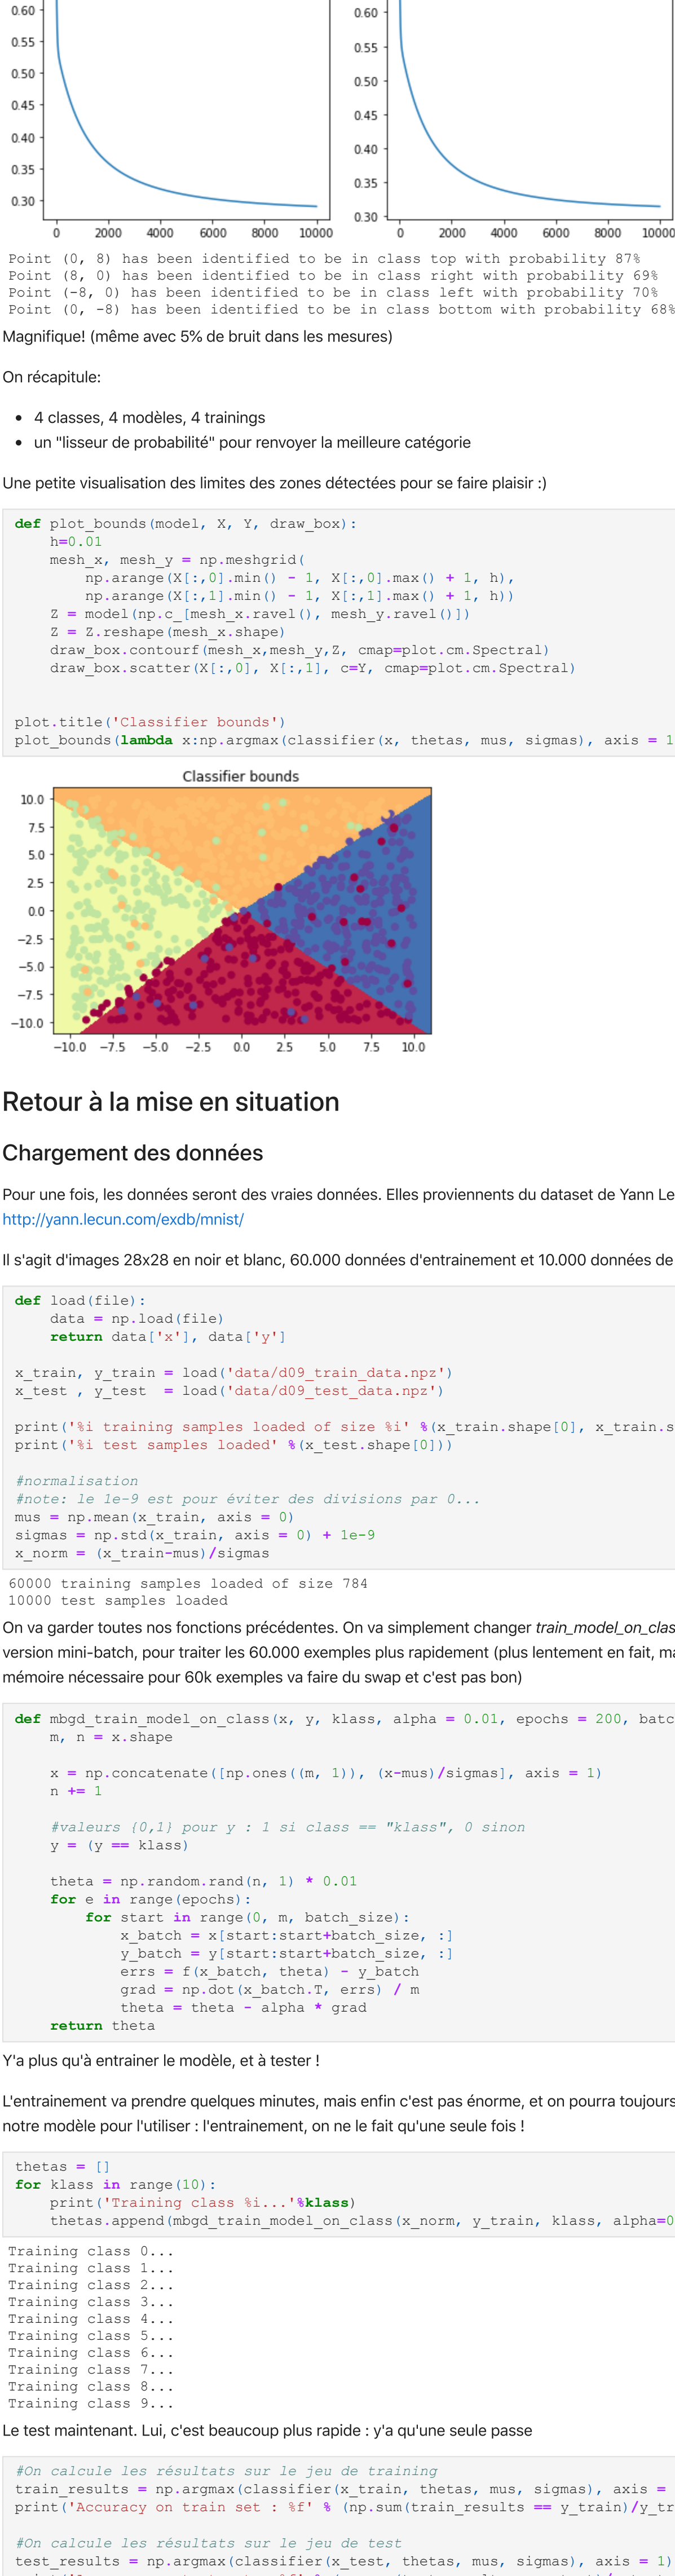 0.60 0.60
0.55 0.55
0.50 0.50
0.45 0.45
0.40 0.40
0.35 0.35
0.30 0.30
0 2000 4000 6000 8000 10000 0 2000 4000 6000 8000 10000
Point (0, 8) has been identified to be in class top with probability 87%
Point (8, 0) has been identified to be in class right with probability 69%
Point (-8, 0) has been identified to be in class left with probability 70%
Point (0, -8) has been identified to be in class bottom with probability 68%
Magnifique! (même avec 5% de bruit dans les mesures)
On récapitule:
• 4 classes, 4 modèles, 4 trainings
• un "lisseur de probabilité" pour renvoyer la meilleure catégorie
Une petite visualisation des limites des zones détectées pour se faire plaisir :)
def plot_bounds(model, X, Y, draw_box):
    h=0.01
    mesh_x, mesh_y = np.meshgrid(
        np.arange(X[:,0].min() - 1, X[:,0].max() + 1, h),
        np.arange(X[:,1].min() - 1, X[:,1].max() + 1, h))
    Z = model(np.c_[mesh_x.ravel(), mesh_y.ravel()])
    Z = Z.reshape(mesh_x.shape)
    draw_box.contourf(mesh_x,mesh_y,Z, cmap=plot.cm.Spectral)
    draw_box.scatter(X[:,0], X[:,1], c=Y, cmap=plot.cm.Spectral)
plot.title('Classifier bounds')
plot_bounds(lambda x:np.argmax(classifier(x, thetas, mus, sigmas), axis = 1
Classifier bounds
10.0
7.5
5.0
2.5
0.0
−2.5
−5.0
−7.5
−10.0
−10.0 −7.5 −5.0 −2.5 0.0 2.5 5.0 7.5 10.0
Retour à la mise en situation
Chargement des données
Pour une fois, les données seront des vraies données. Elles proviennents du dataset de Yann Le
http://yann.lecun.com/exdb/mnist/
Il s'agit d'images 28x28 en noir et blanc, 60.000 données d'entrainement et 10.000 données de
def load(file):
    data = np.load(file)
    return data['x'], data['y']
x_train, y_train = load('data/d09_train_data.npz')
x_test , y_test  = load('data/d09_test_data.npz')
print('%i training samples loaded of size %i' %(x_train.shape[0], x_train.s
print('%i test samples loaded' %(x_test.shape[0]))
#normalisation
#note: le 1e-9 est pour éviter des divisions par 0...
mus = np.mean(x_train, axis = 0)
sigmas = np.std(x_train, axis = 0) + 1e-9
x_norm = (x_train-mus)/sigmas
60000 training samples loaded of size 784
10000 test samples loaded
On va garder toutes nos fonctions précédentes. On va simplement changer train_model_on_clas
version mini-batch, pour traiter les 60.000 exemples plus rapidement (plus lentement en fait, ma
mémoire nécessaire pour 60k exemples va faire du swap et c'est pas bon)
def mbgd_train_model_on_class(x, y, klass, alpha = 0.01, epochs = 200, batc
    m, n = x.shape
    x = np.concatenate([np.ones((m, 1)), (x-mus)/sigmas], axis = 1)
    n += 1
    #valeurs {0,1} pour y : 1 si class == "klass", 0 sinon
    y = (y == klass)
    theta = np.random.rand(n, 1) * 0.01
    for e in range(epochs):
        for start in range(0, m, batch_size):
            x_batch = x[start:start+batch_size, :]
            y_batch = y[start:start+batch_size, :]
            errs = f(x_batch, theta) - y_batch
            grad = np.dot(x_batch.T, errs) / m
            theta = theta - alpha * grad
    return theta
Y'a plus qu'à entrainer le modèle, et à tester !
L'entrainement va prendre quelques minutes, mais enfin c'est pas énorme, et on pourra toujours
notre modèle pour l'utiliser : l'entrainement, on ne le fait qu'une seule fois !
thetas = []
for klass in range(10):
    print('Training class %i...'%klass)
    thetas.append(mbgd_train_model_on_class(x_norm, y_train, klass, alpha=0
Training class 0...
Training class 1...
Training class 2...
Training class 3...
Training class 4...
Training class 5...
Training class 6...
Training class 7...
Training class 8...
Training class 9...
Le test maintenant. Lui, c'est beaucoup plus rapide : y'a qu'une seule passe
#On calcule les résultats sur le jeu de training
train_results = np.argmax(classifier(x_train, thetas, mus, sigmas), axis =
print('Accuracy on train set : %f' % (np.sum(train_results == y_train)/y_tr
#On calcule les résultats sur le jeu de test
test_results = np.argmax(classifier(x_test, thetas, mus, sigmas), axis = 1)